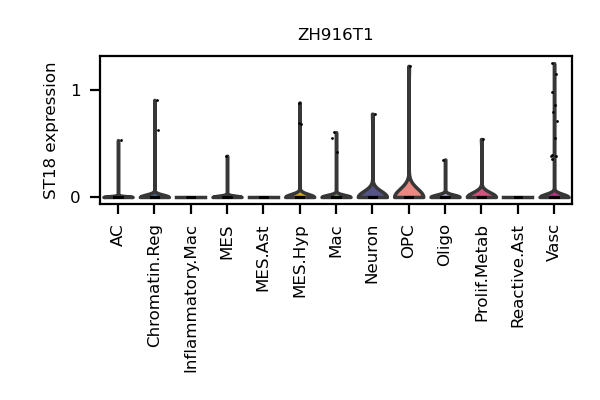 ZH916T1
ST18 expression
1
0
AC
Chromatin.Reg
Inflammatory.Mac
MES
MES.Ast
MES.Hyp
Mac
Neuron
OPC
Oligo
Prolif.Metab
Reactive.Ast
Vasc